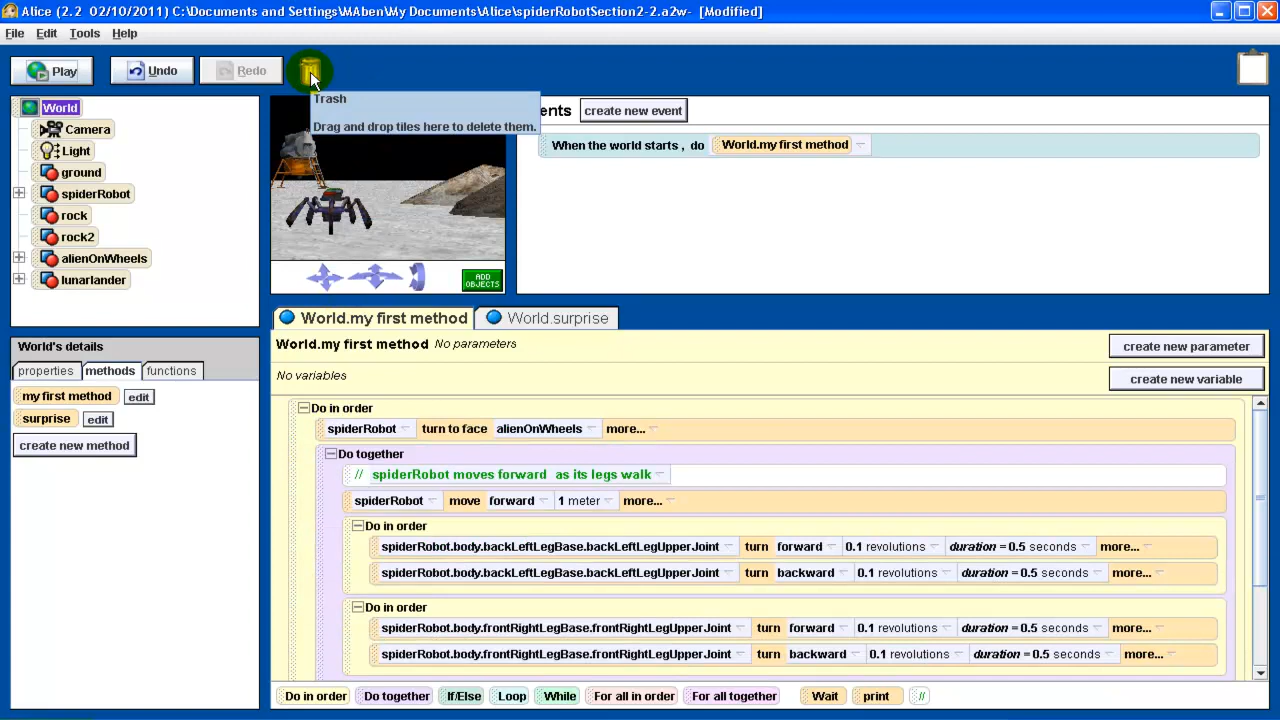 Alice (2.2 02/10/2011) C:\Documents and Settings\MAben\My Documents\Alice\spiderRobotSection2-2.a2w- [Modified]
File Edit Tools Help
Play Undo Redo
Trash
Drag and drop tiles here to delete them.
World
Camera
Light
ground
spiderRobot
rock
rock2
alienOnWheels
lunarlander
ADD OBJECTS
ents create new event
When the world starts , do World.my first method
World's details
properties methods functions
my first method edit
surprise edit
create new method
World.my first method World.surprise
World.my first method No parameters create new parameter
No variables create new variable
Do in order
spiderRobot turn to face alienOnWheels more...
Do together
// spiderRobot moves forward as its legs walk
spiderRobot move forward 1 meter more...
Do in order
spiderRobot.body.backLeftLegBase.backLeftLegUpperJoint turn forward 0.1 revolutions duration = 0.5 seconds more...
spiderRobot.body.backLeftLegBase.backLeftLegUpperJoint turn backward 0.1 revolutions duration = 0.5 seconds more...
Do in order
spiderRobot.body.frontRightLegBase.frontRightLegUpperJoint turn forward 0.1 revolutions duration = 0.5 seconds more...
spiderRobot.body.frontRightLegBase.frontRightLegUpperJoint turn backward 0.1 revolutions duration = 0.5 seconds more...
Do in order Do together If/Else Loop While For all in order For all together Wait print //